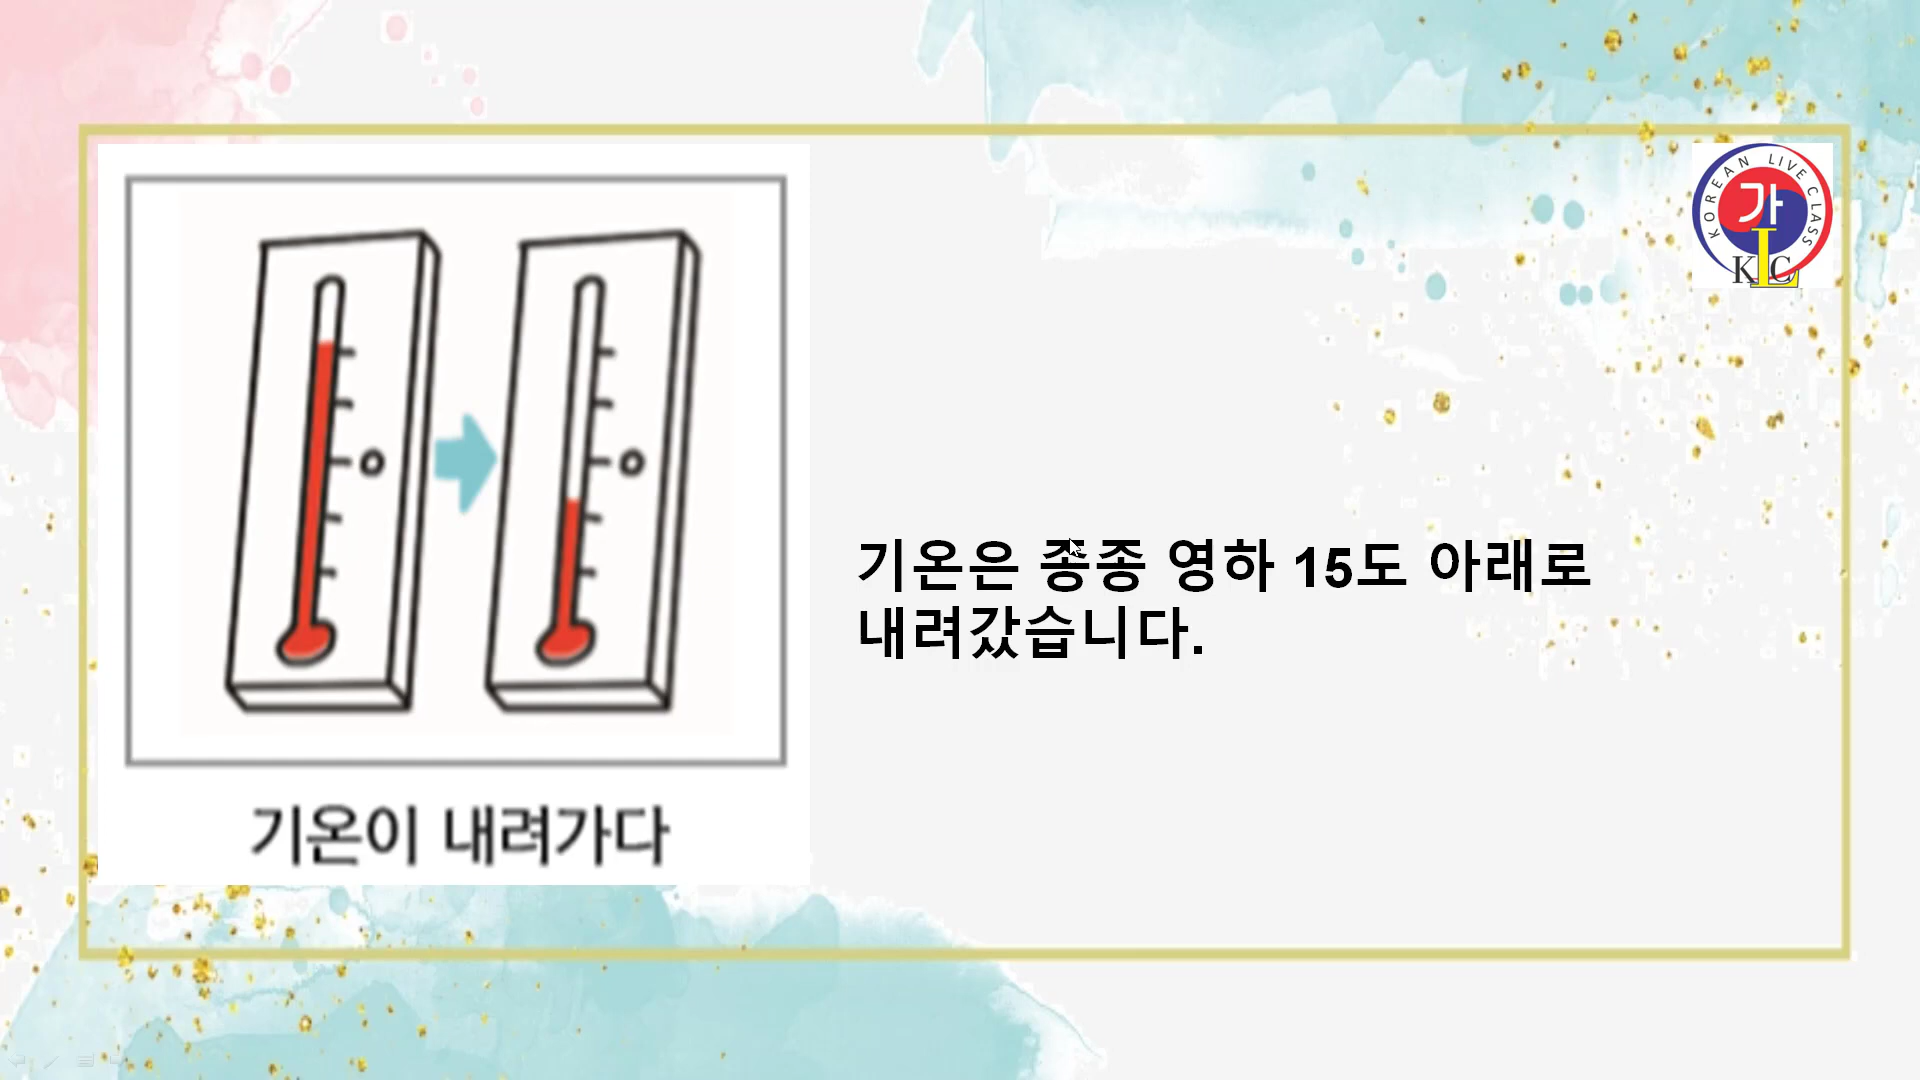 KOREAN LIVE CLASS
가
KLC
기온은 종종 영하 15도 아래로
내려갔습니다.
기온이 내려가다